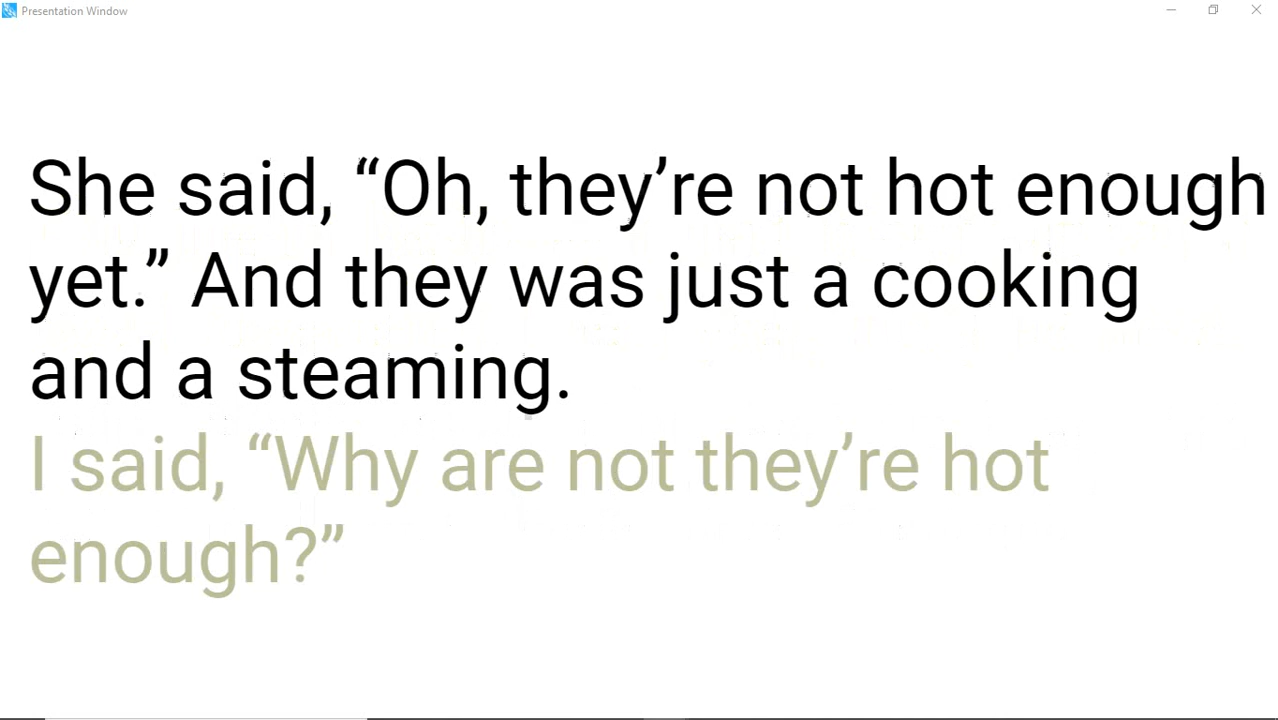 Presentation Window
She said, “Oh, they’re not hot enough
yet.” And they was just a cooking
and a steaming.
I said, “Why are not they’re hot
enough?”